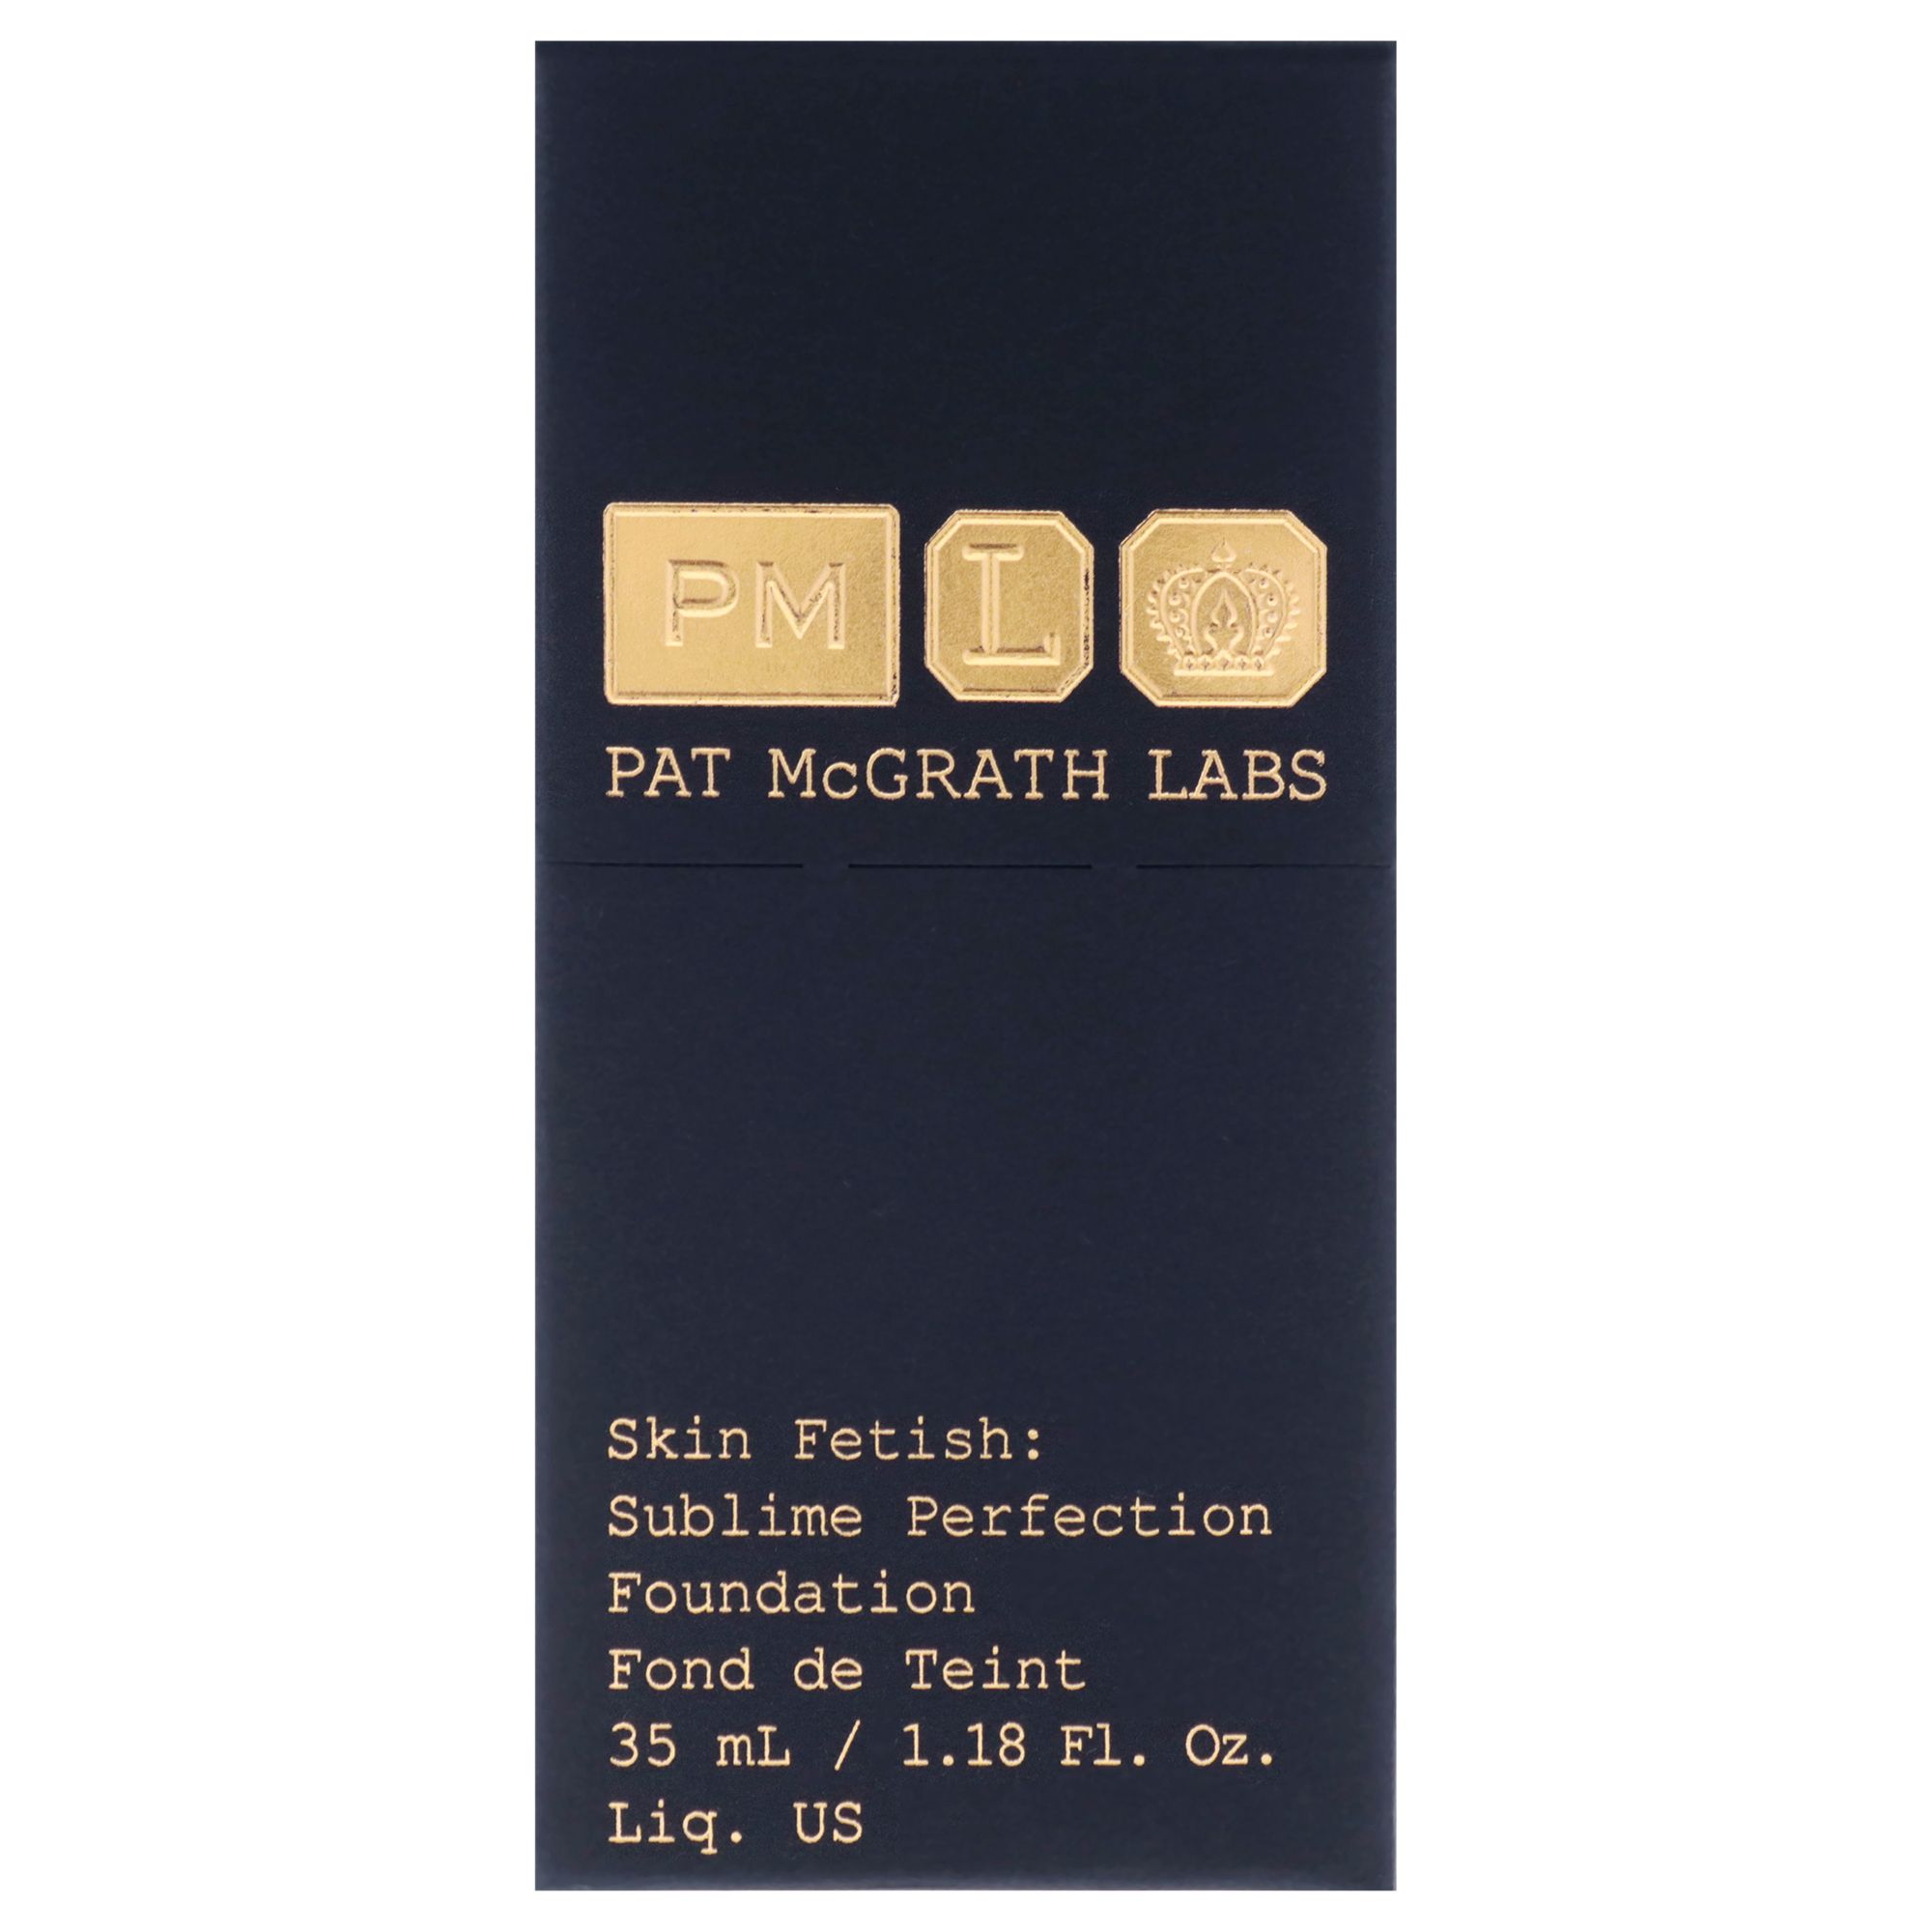 PM L
PAT McGRATH LABS
Skin Fetish:
Sublime Perfection
Foundation
Fond de Teint
35 mL / 1.18 Fl. Oz.
Liq. US